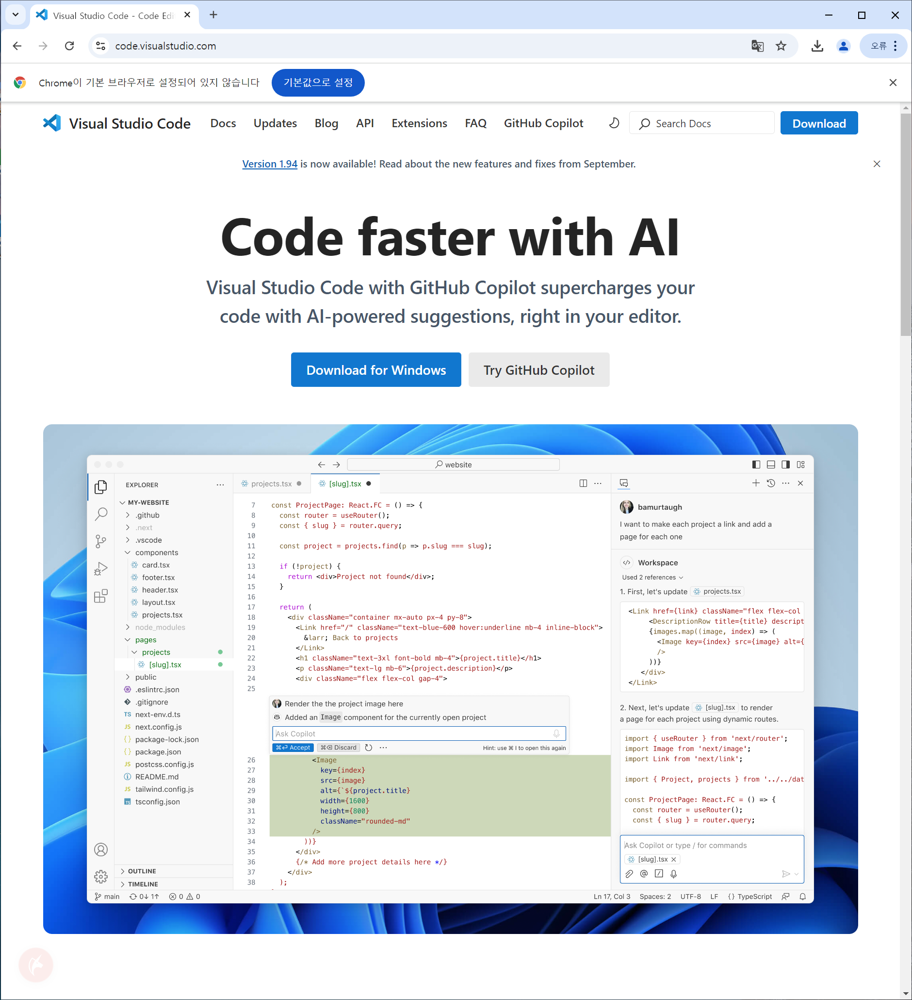 Visual Studio Code - Code Edi
code.visualstudio.com
오류
Chrome이 기본 브라우저로 설정되어 있지 않습니다
기본값으로 설정
Visual Studio Code
Docs
Updates
Blog
API
Extensions
FAQ
GitHub Copilot
Search Docs
Download
Version 1.94 is now available! Read about the new features and fixes from September.
Code faster with AI
Visual Studio Code with GitHub Copilot supercharges your
code with AI-powered suggestions, right in your editor.
Download for Windows
Try GitHub Copilot
website
EXPLORER
MY-WEBSITE
.github
.next
.vscode
components
card.tsx
footer.tsx
header.tsx
layout.tsx
projects.tsx
node_modules
pages
projects
[slug].tsx
public
.eslintrc.json
.gitignore
TS next-env.d.ts
JS next.config.js
{} package-lock.json
{} package.json
JS postcss.config.js
README.md
JS tailwind.config.js
TS tsconfig.json
OUTLINE
TIMELINE
projects.tsx
[slug].tsx
7 const ProjectPage: React.FC = () => {
8 const router = useRouter();
9 const { slug } = router.query;
10
11 const project = projects.find(p => p.slug === slug);
12
13 if (!project) {
14 return <div>Project not found</div>;
15 }
16
17 return (
18 <div className="container mx-auto px-4 py-8">
19 <Link href="/" className="text-blue-600 hover:underline mb-4 inline-block">
20 &larr; Back to projects
21 </Link>
22 <h1 className="text-3xl font-bold mb-4">{project.title}</h1>
23 <p className="text-lg mb-6">{project.description}</p>
24 <div className="flex flex-col gap-4">
25
Render the the project image here
Added an Image component for the currently open project
Ask Copilot
⌘⏎ Accept
⌘⌫ Discard
Hint: use ⌘ I to open this again
26 <Image
27 key={index}
28 src={image}
29 alt={`${project.title}
30 width={1600}
31 height={800}
32 className="rounded-md"
33 />
34 ))}
35 </div>
36 {/* Add more project details here */}
37 </div>
38 );
bamurtaugh
I want to make each project a link and add a
page for each one
Workspace
Used 2 references
1. First, let's update projects.tsx
<Link href={link} className="flex flex-col
<DescriptionRow title={title} descript
{images.map((image, index) => (
<Image key={index} src={image} alt={
/>
))}
</div>
</Link>
2. Next, let's update [slug].tsx to render
a page for each project using dynamic routes.
import { useRouter } from 'next/router';
import Image from 'next/image';
import Link from 'next/link';
import { Project, projects } from '../../dat
const ProjectPage: React.FC = () => {
const router = useRouter();
const { slug } = router.query;
Ask Copilot or type / for commands
[slug].tsx
main
0↓ 1↑
0
0
Ln 17, Col 3
Spaces: 2
UTF-8
LF
{} TypeScript